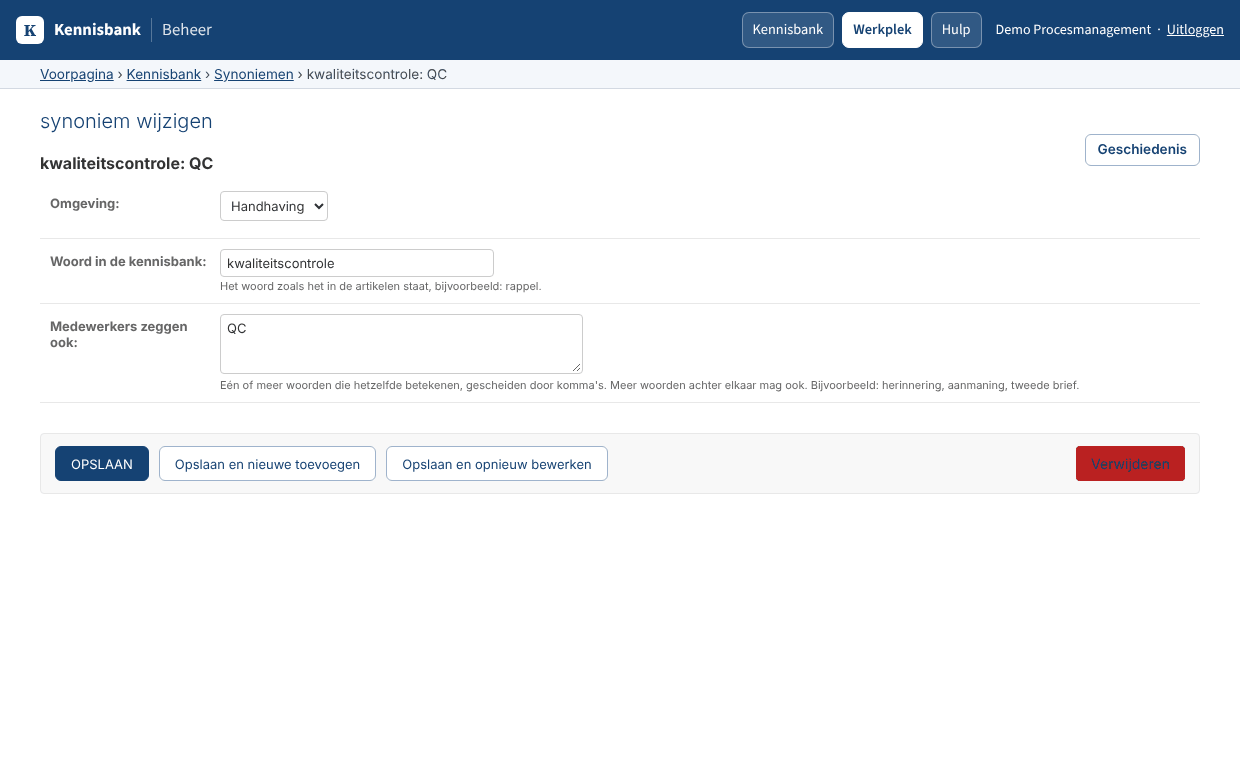 K Kennisbank Beheer Kennisbank Werkplek Hulp Demo Procesmanagement · Uitloggen
Voorpagina › Kennisbank › Synoniemen › kwaliteitscontrole: QC
synoniem wijzigen
Geschiedenis
kwaliteitscontrole: QC
Omgeving: Handhaving
Woord in de kennisbank: kwaliteitscontrole
Het woord zoals het in de artikelen staat, bijvoorbeeld: rappel.
Medewerkers zeggen ook: QC
Eén of meer woorden die hetzelfde betekenen, gescheiden door komma's. Meer woorden achter elkaar mag ook. Bijvoorbeeld: herinnering, aanmaning, tweede brief.
OPSLAAN Opslaan en nieuwe toevoegen Opslaan en opnieuw bewerken Verwijderen